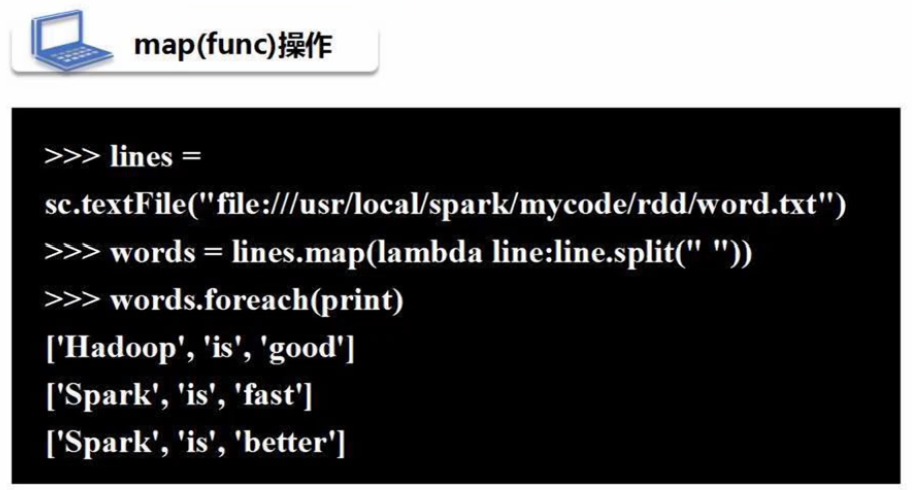 map(func)操作
>>> lines =
sc.textFile("file:///usr/local/spark/mycode/rdd/word.txt")
>>> words = lines.map(lambda line:line.split(" "))
>>> words.foreach(print)
['Hadoop', 'is', 'good']
['Spark', 'is', 'fast']
['Spark', 'is', 'better']